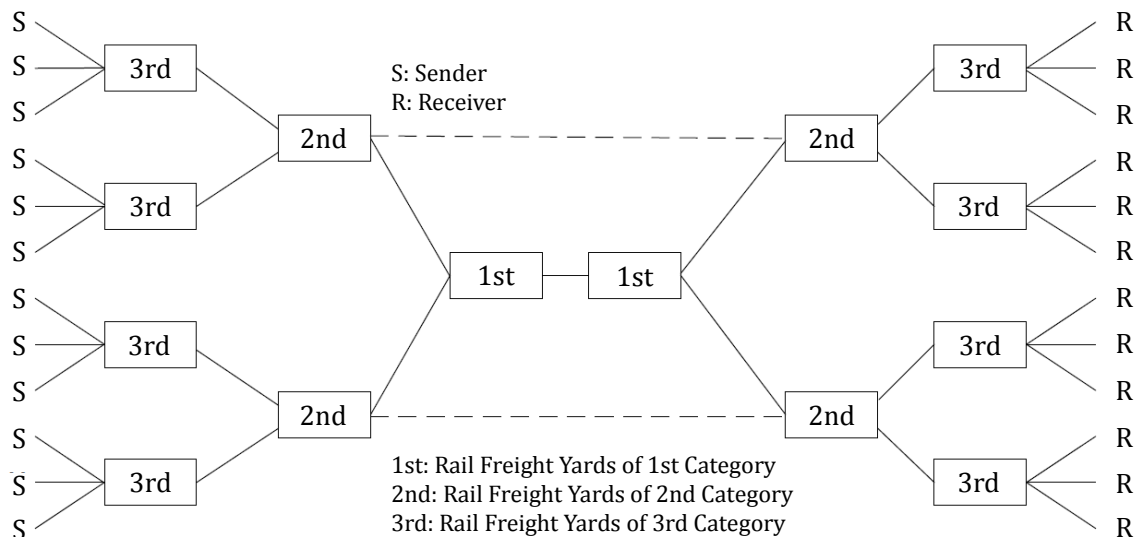 S R
S 3rd 3rd R
S: Sender
S R: Receiver R
2nd 2nd
S R
S 3rd 3rd R
S R
1st 1st
S R
S 3rd 3rd R
S R
2nd 2nd
S R
1st: Rail Freight Yards of 1st Category
S 3rd 3rd R
2nd: Rail Freight Yards of 2nd Category
3rd: Rail Freight Yards of 3rd Category
S R